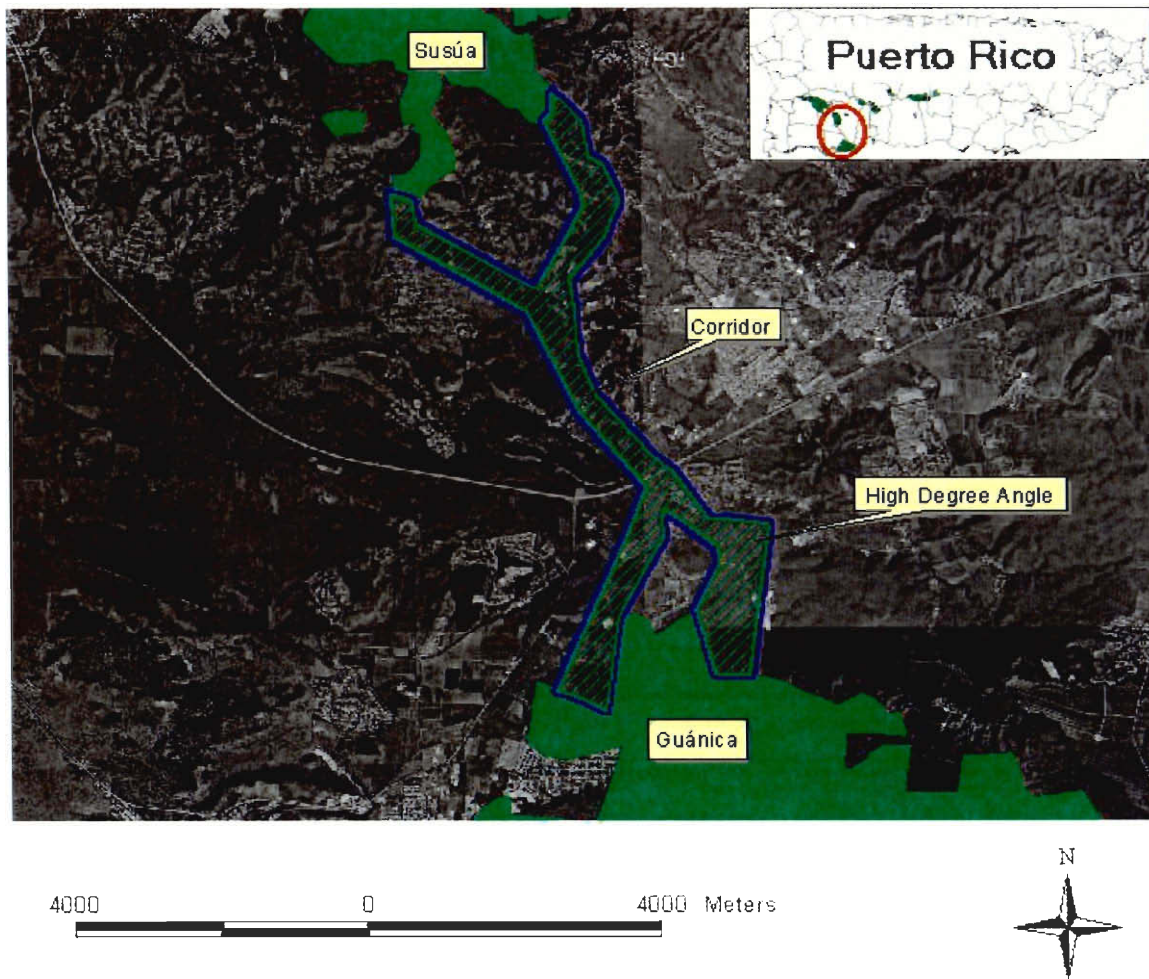 Susúa
Puerto Rico
Corridor
High Degree Angle
Guánica
4000 0 4000 Meters
N